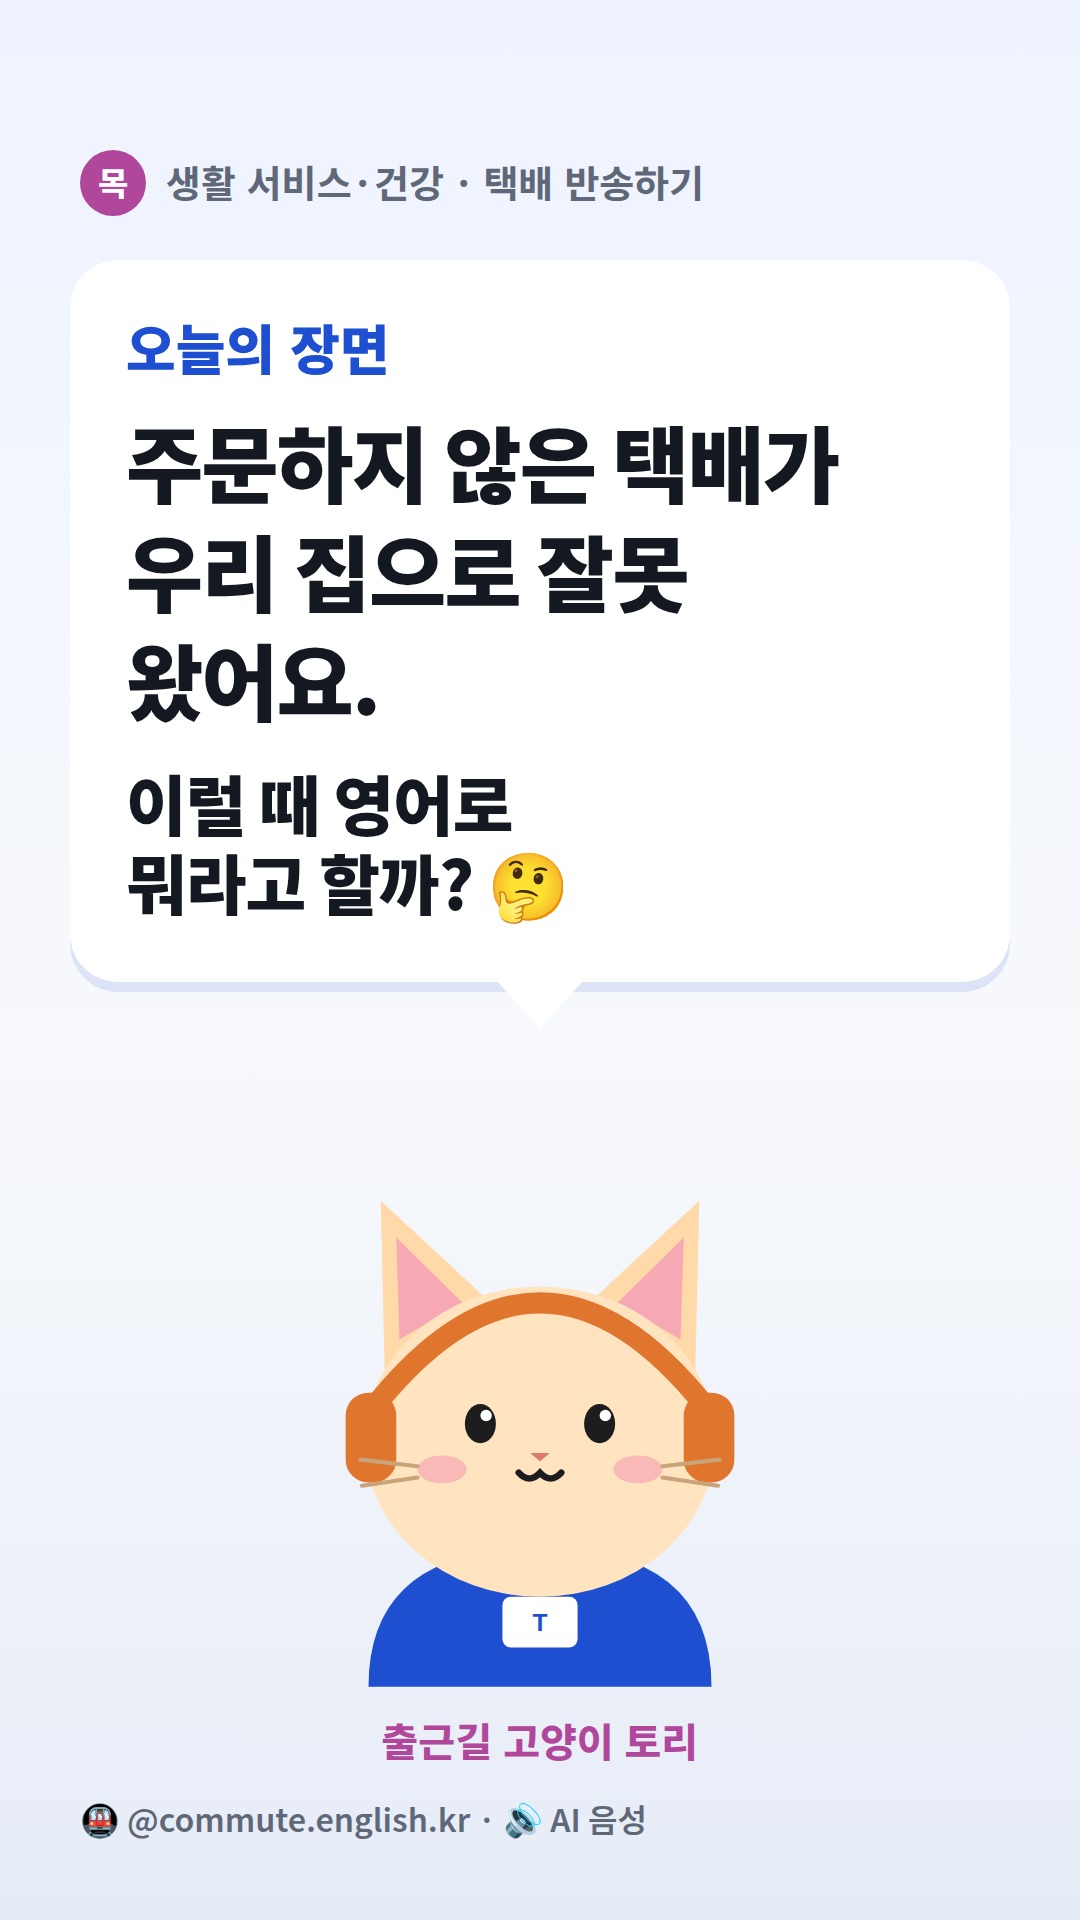 목 생활 서비스·건강 · 택배 반송하기
오늘의 장면
주문하지 않은 택배가
우리 집으로 잘못
왔어요.
이럴 때 영어로
뭐라고 할까? 🤔
T
출근길 고양이 토리
🚇 @commute.english.kr · 🔊 AI 음성